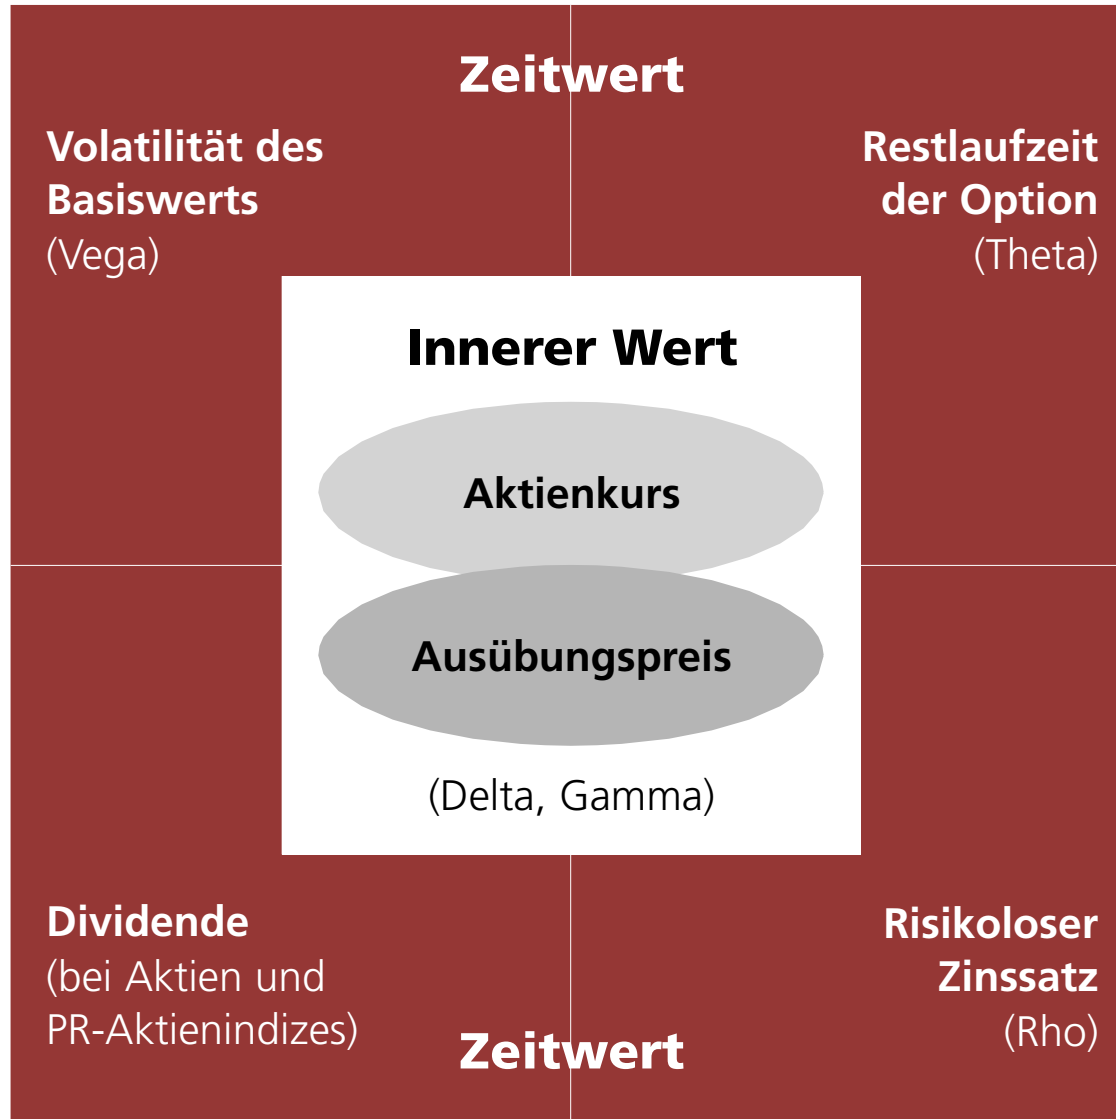 Zeitwert
Volatilität des
Basiswerts
(Vega)
Restlaufzeit
der Option
(Theta)
Innerer Wert
Aktienkurs
Ausübungspreis
(Delta, Gamma)
Dividende
(bei Aktien und
PR-Aktienindizes)
Risikoloser
Zinssatz
(Rho)
Zeitwert